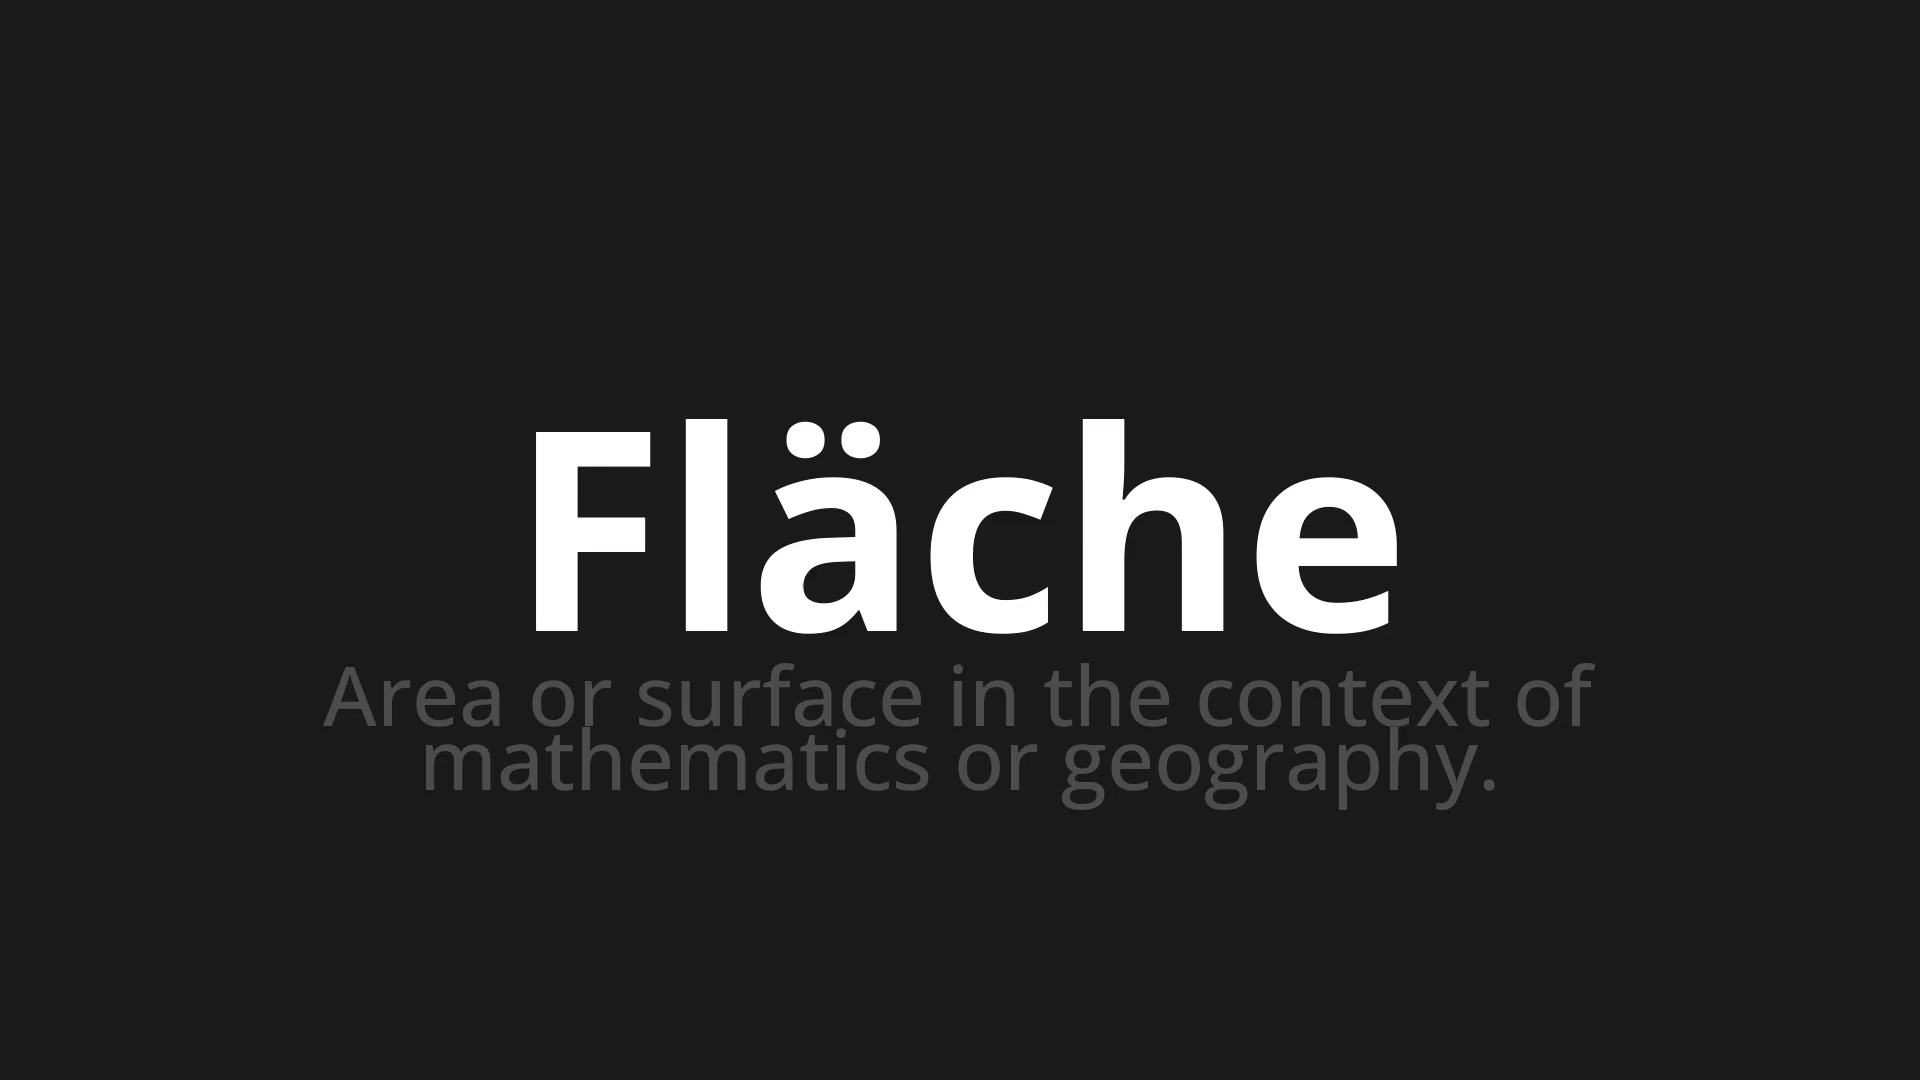 Fläche
Area or surface in the context of
mathematics or geography.